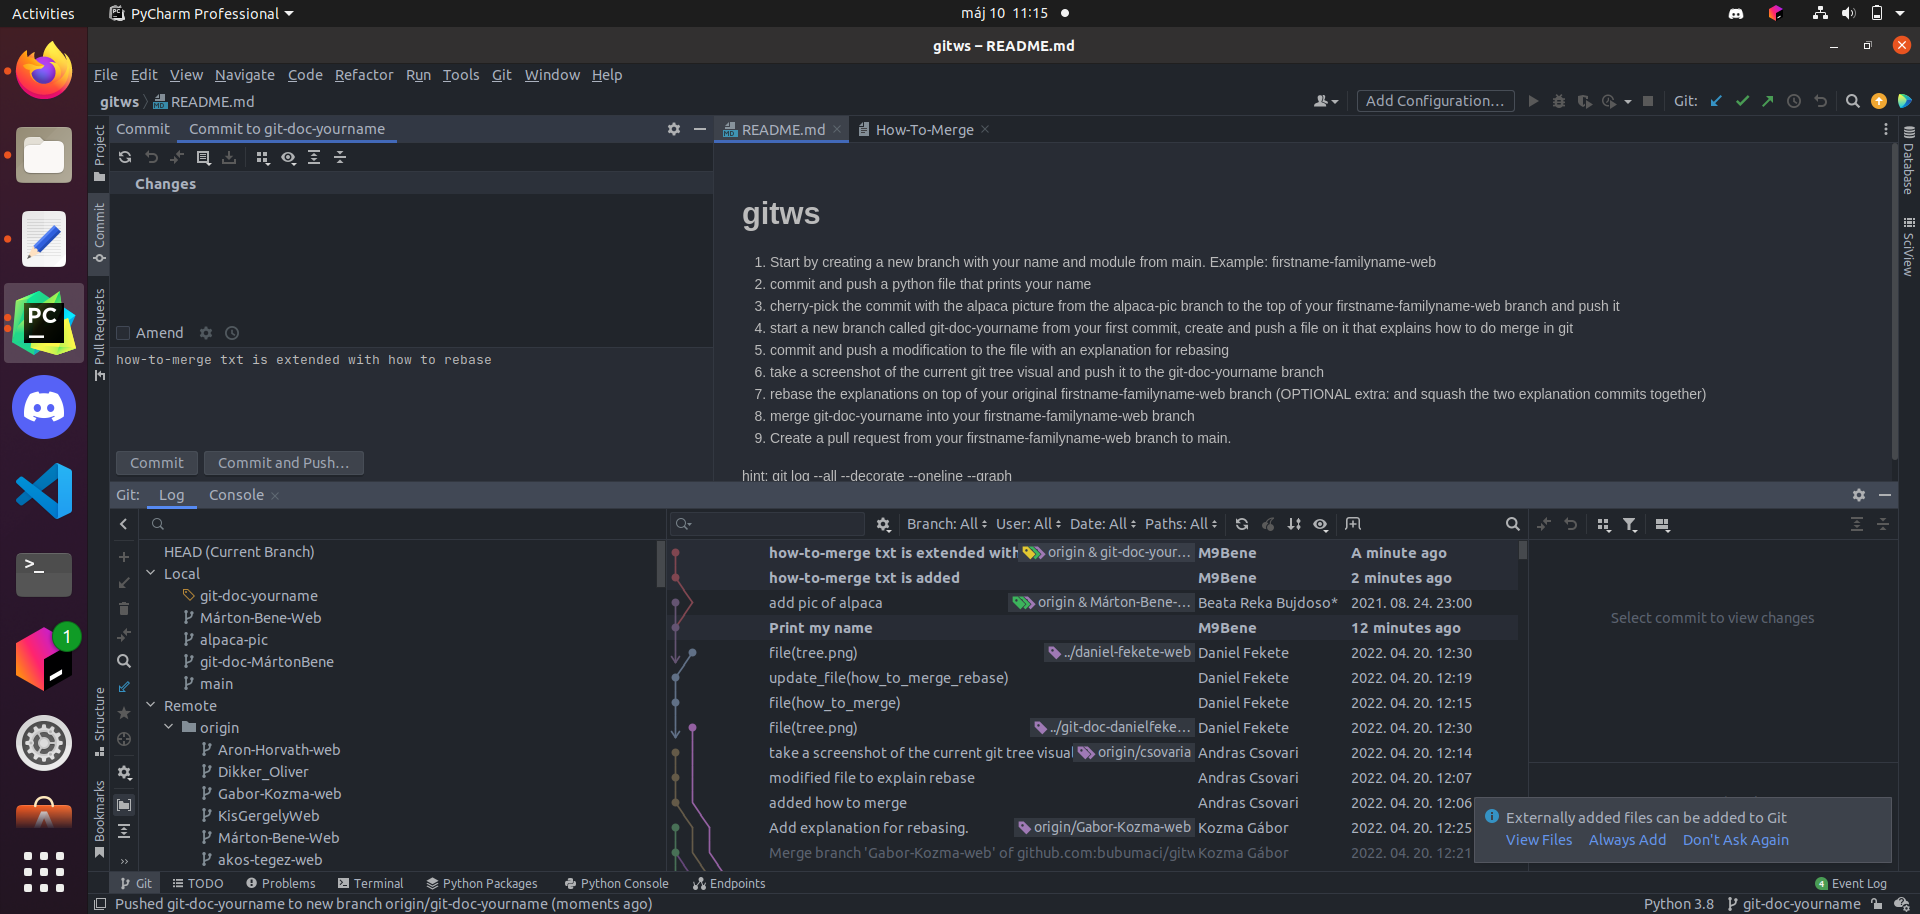 Activities
PyCharm Professional
máj 10 11:15
gitws – README.md
File Edit View Navigate Code Refactor Run Tools Git Window Help
gitws README.md
Add Configuration...
Git:
Project
Commit
Pull Requests
Structure
Bookmarks
Commit
Commit to git-doc-yourname
Changes
Amend
how-to-merge txt is extended with how to rebase
Commit
Commit and Push...
README.md
How-To-Merge
gitws
1. Start by creating a new branch with your name and module from main. Example: firstname-familyname-web
2. commit and push a python file that prints your name
3. cherry-pick the commit with the alpaca picture from the alpaca-pic branch to the top of your firstname-familyname-web branch and push it
4. start a new branch called git-doc-yourname from your first commit, create and push a file on it that explains how to do merge in git
5. commit and push a modification to the file with an explanation for rebasing
6. take a screenshot of the current git tree visual and push it to the git-doc-yourname branch
7. rebase the explanations on top of your original firstname-familyname-web branch (OPTIONAL extra: and squash the two explanation commits together)
8. merge git-doc-yourname into your firstname-familyname-web branch
9. Create a pull request from your firstname-familyname-web branch to main.
hint: git log --all --decorate --oneline --graph
Database
SciView
Git: Log Console
HEAD (Current Branch)
Local
git-doc-yourname
Márton-Bene-Web
alpaca-pic
git-doc-MártonBene
main
Remote
origin
Aron-Horvath-web
Dikker_Oliver
Gabor-Kozma-web
KisGergelyWeb
Márton-Bene-Web
akos-tegez-web
Branch: All User: All Date: All Paths: All
how-to-merge txt is extended with origin & git-doc-your... M9Bene A minute ago
how-to-merge txt is added M9Bene 2 minutes ago
add pic of alpaca origin & Márton-Bene-... Beata Reka Bujdoso* 2021. 08. 24. 23:00
Print my name M9Bene 12 minutes ago
file(tree.png) ../daniel-fekete-web Daniel Fekete 2022. 04. 20. 12:30
update_file(how_to_merge_rebase) Daniel Fekete 2022. 04. 20. 12:19
file(how_to_merge) Daniel Fekete 2022. 04. 20. 12:15
file(tree.png) ../git-doc-danielfeke... Daniel Fekete 2022. 04. 20. 12:30
take a screenshot of the current git tree visual origin/csovaria Andras Csovari 2022. 04. 20. 12:14
modified file to explain rebase Andras Csovari 2022. 04. 20. 12:07
added how to merge Andras Csovari 2022. 04. 20. 12:06
Add explanation for rebasing. origin/Gabor-Kozma-web Kozma Gábor 2022. 04. 20. 12:25
Merge branch 'Gabor-Kozma-web' of github.com:bubumaci/gitw Kozma Gábor 2022. 04. 20. 12:21
Select commit to view changes
Externally added files can be added to Git
View Files Always Add Don't Ask Again
PC
>_
1
Git TODO Problems Terminal Python Packages Python Console Endpoints
4 Event Log
Pushed git-doc-yourname to new branch origin/git-doc-yourname (moments ago)
Python 3.8 git-doc-yourname